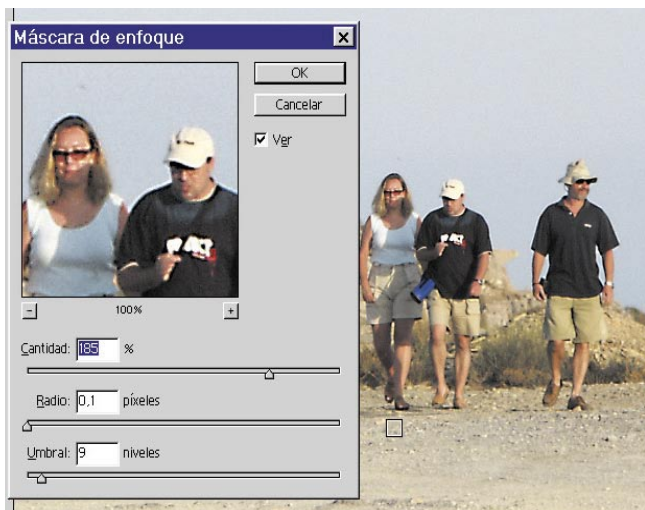 Máscara de enfoque
OK
Cancelar
Ver
- 100% +
Cantidad: 185 %
Radio: 0,1 píxeles
Umbral: 9 niveles